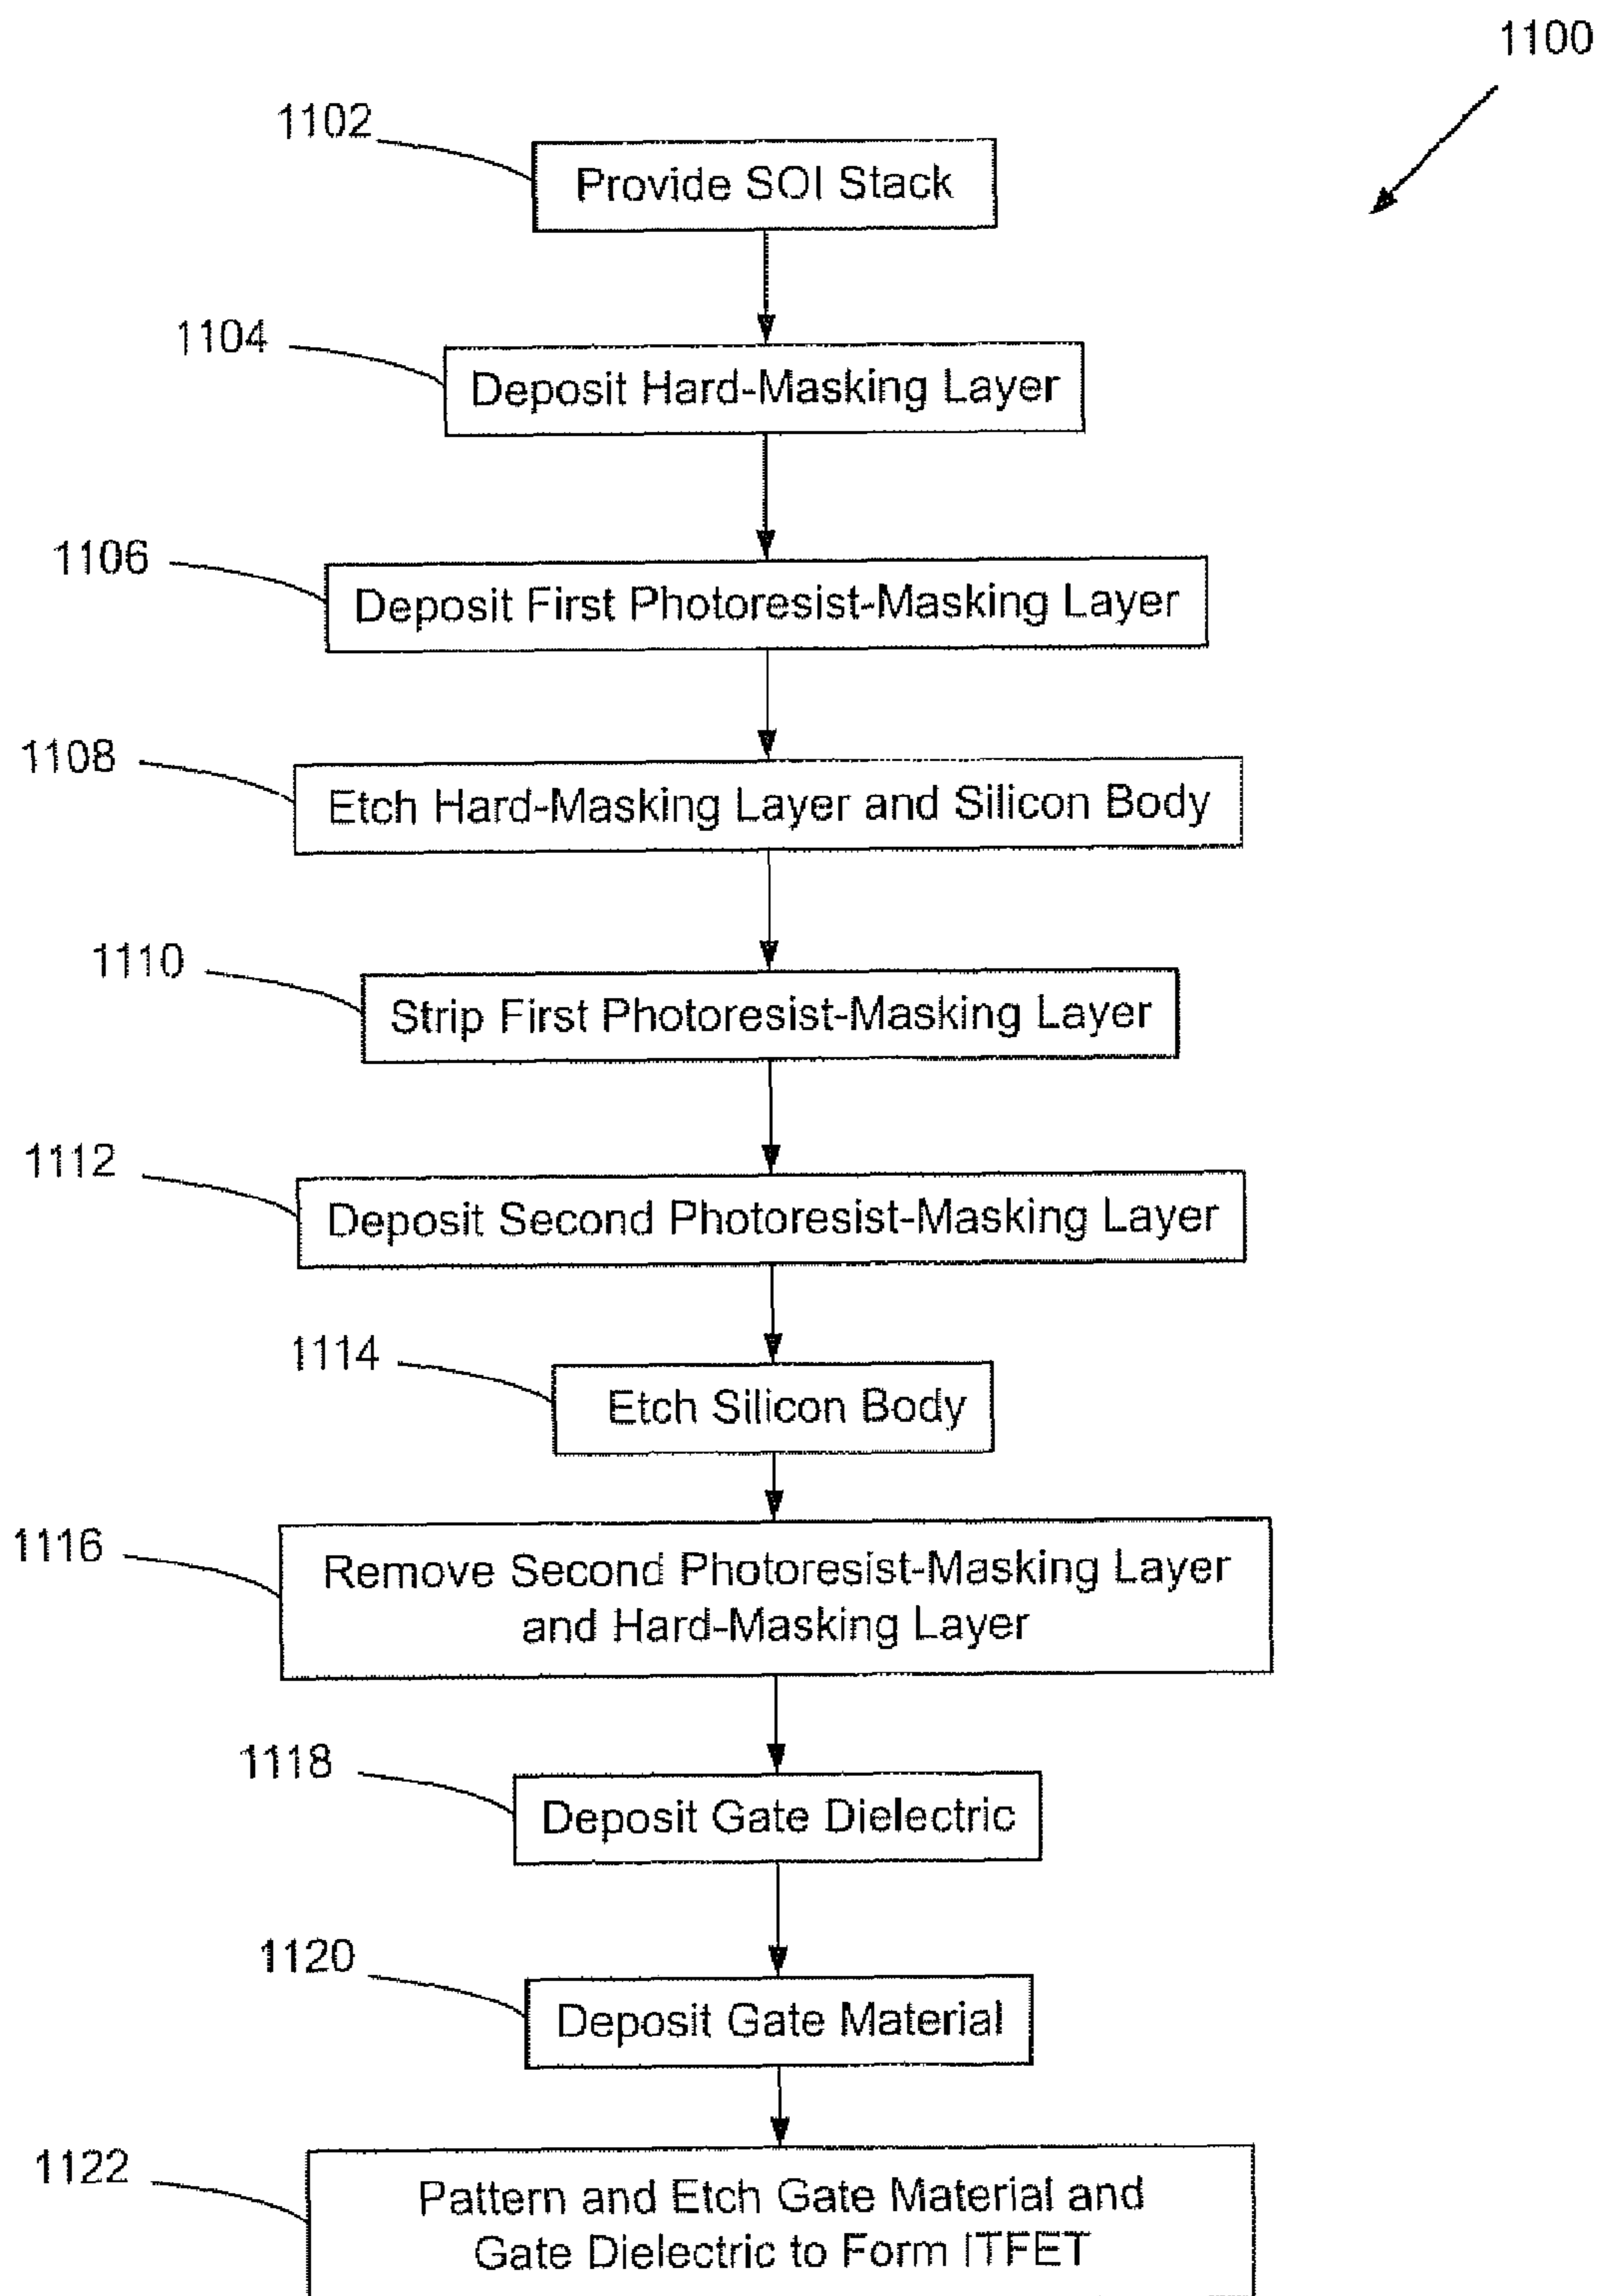 1100
1102
Provide SOI Stack
1104
Deposit Hard-Masking Layer
1106
Deposit First Photoresist-Masking Layer
1108
Etch Hard-Masking Layer and Silicon Body
1110
Strip First Photoresist-Masking Layer
1112
Deposit Second Photoresist-Masking Layer
1114
Etch Silicon Body
1116
Remove Second Photoresist-Masking Layer
and Hard-Masking Layer
1118
Deposit Gate Dielectric
1120
Deposit Gate Material
1122
Pattern and Etch Gate Material and
Gate Dielectric to Form ITFET